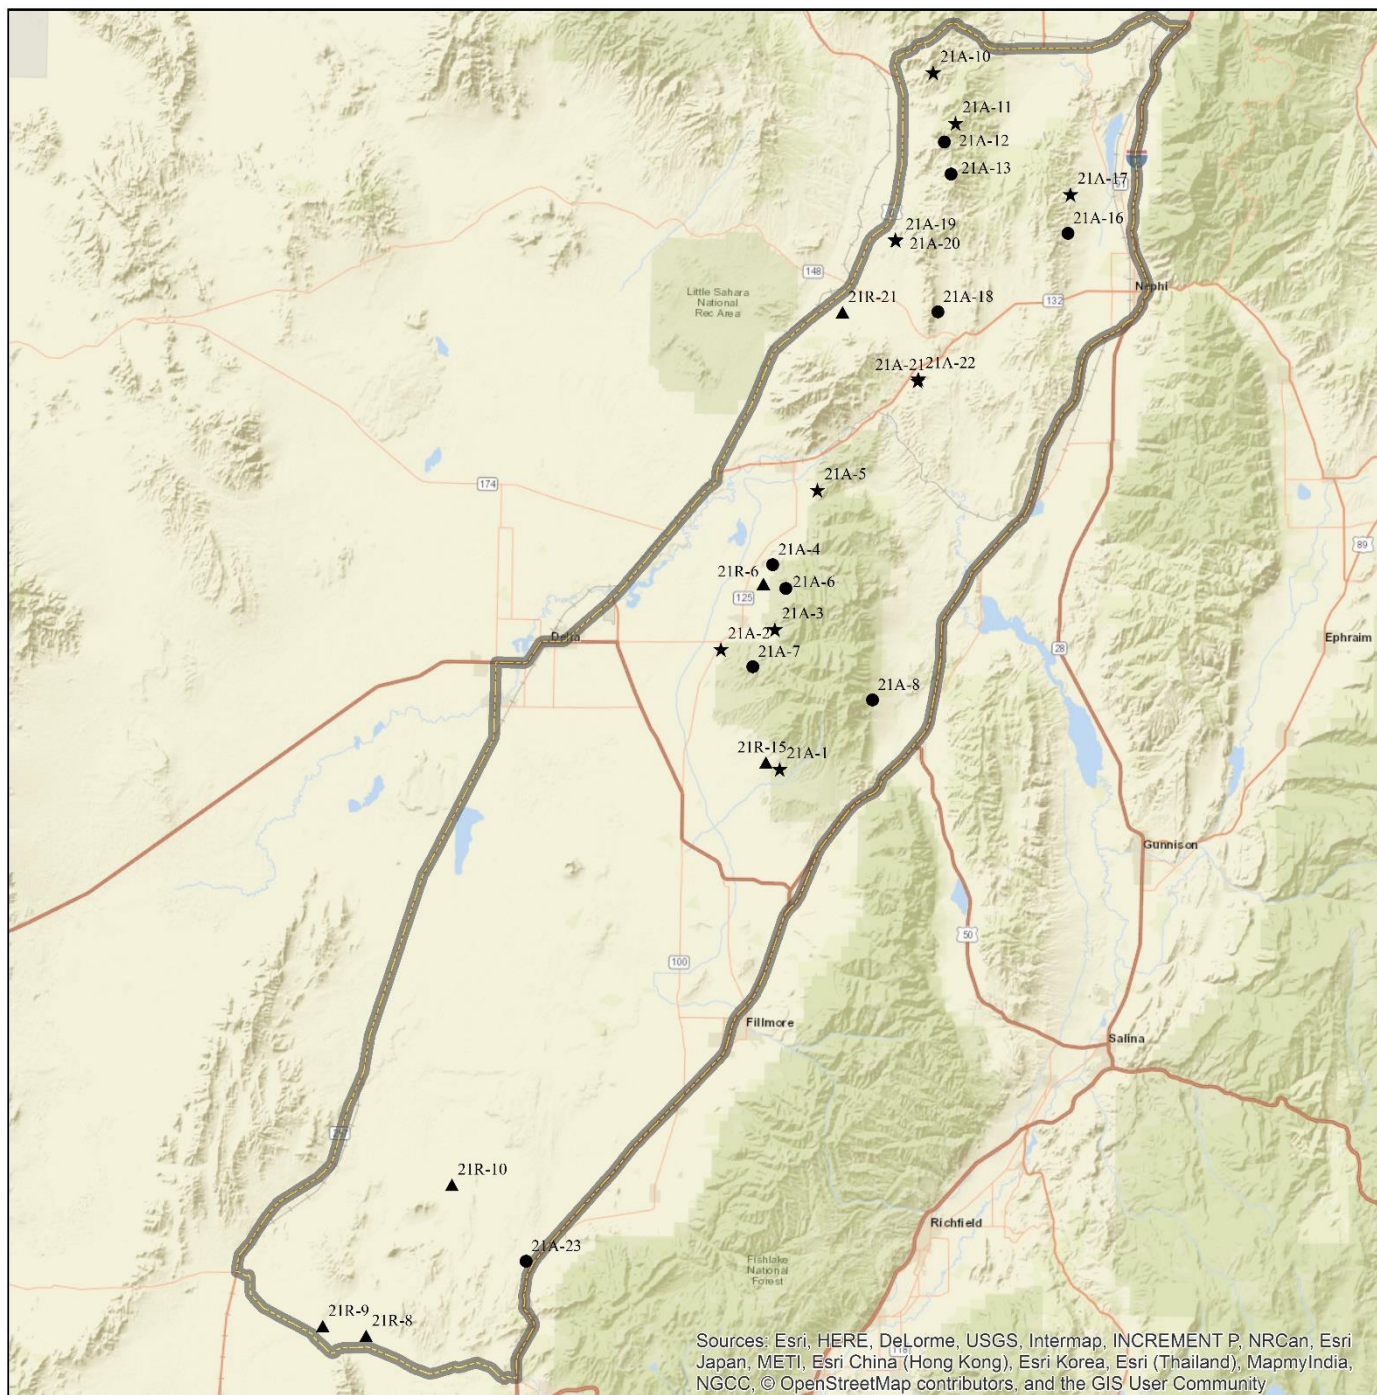 21A-10
21A-11
21A-12
21A-13
21A-17
21A-16
21A-19
21A-20
148
Little Sahara
National
Rec Area
21R-21
21A-18
132
Nephi
21A-21
21A-22
21A-5
174
89
21A-4
21R-6
21A-6
125
21A-3
Delta
21A-2
21A-7
28
Ephraim
21A-8
21R-15
21A-1
Gunnison
50
100
Fillmore
Salina
21R-10
Richfield
21A-23
Fishlake
National
Forest
21R-9
21R-8
118
Sources: Esri, HERE, DeLorme, USGS, Intermap, INCREMENT P, NRCan, Esri
Japan, METI, Esri China (Hong Kong), Esri Korea, Esri (Thailand), MapmyIndia,
NGCC, © OpenStreetMap contributors, and the GIS User Community